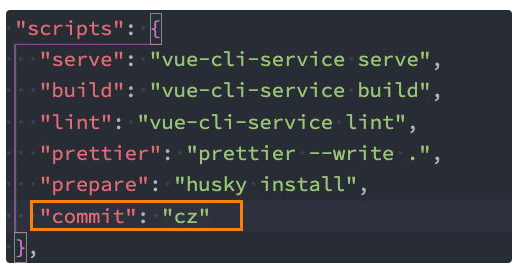 "scripts": {
"serve": "vue-cli-service serve",
"build": "vue-cli-service build",
"lint": "vue-cli-service lint",
"prettier": "prettier --write .",
"prepare": "husky install",
"commit": "cz"
},